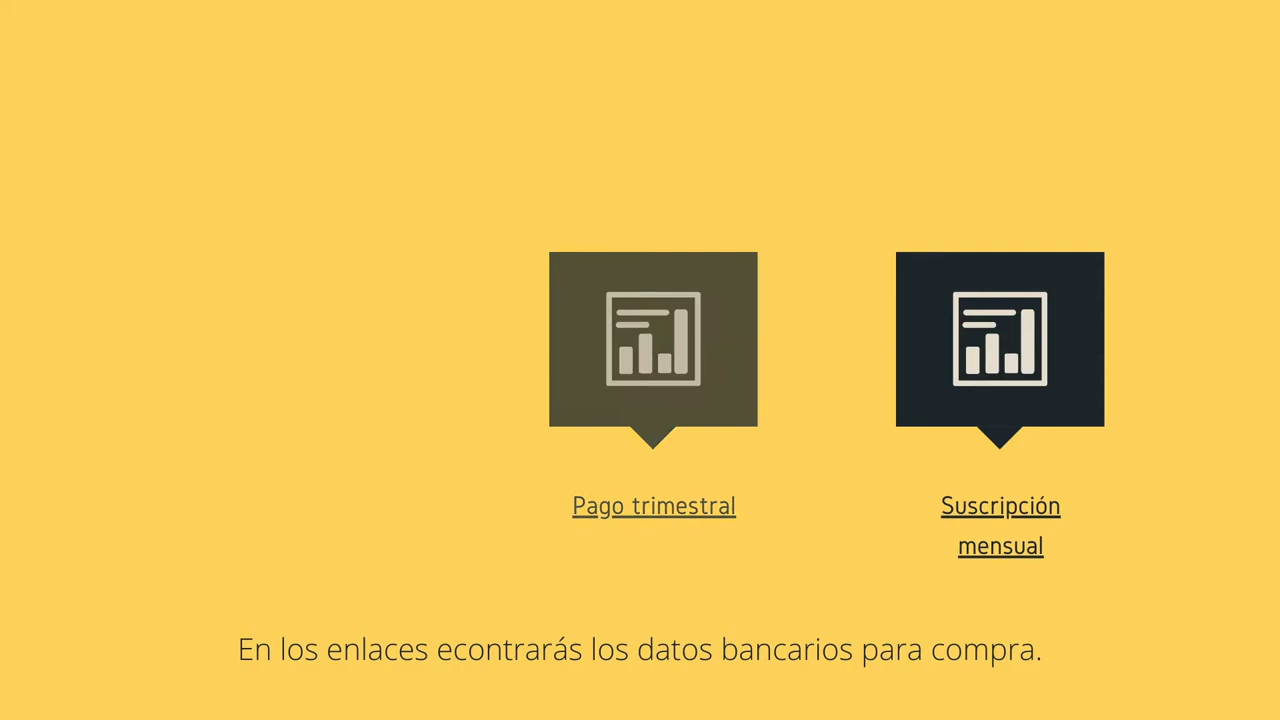 Pago trimestral
Suscripción
mensual
En los enlaces econtrarás los datos bancarios para compra.